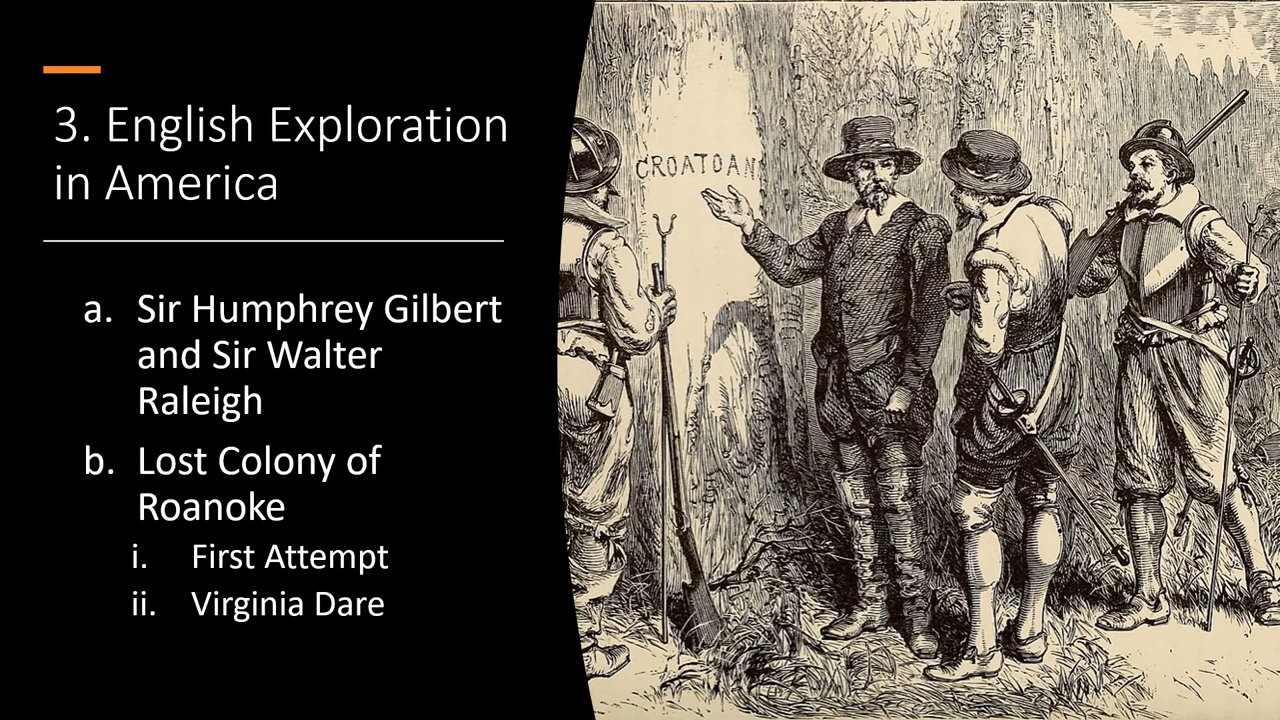 3. English Exploration
in America
a. Sir Humphrey Gilbert
and Sir Walter
Raleigh
b. Lost Colony of
Roanoke
i. First Attempt
ii. Virginia Dare
CROATOAN